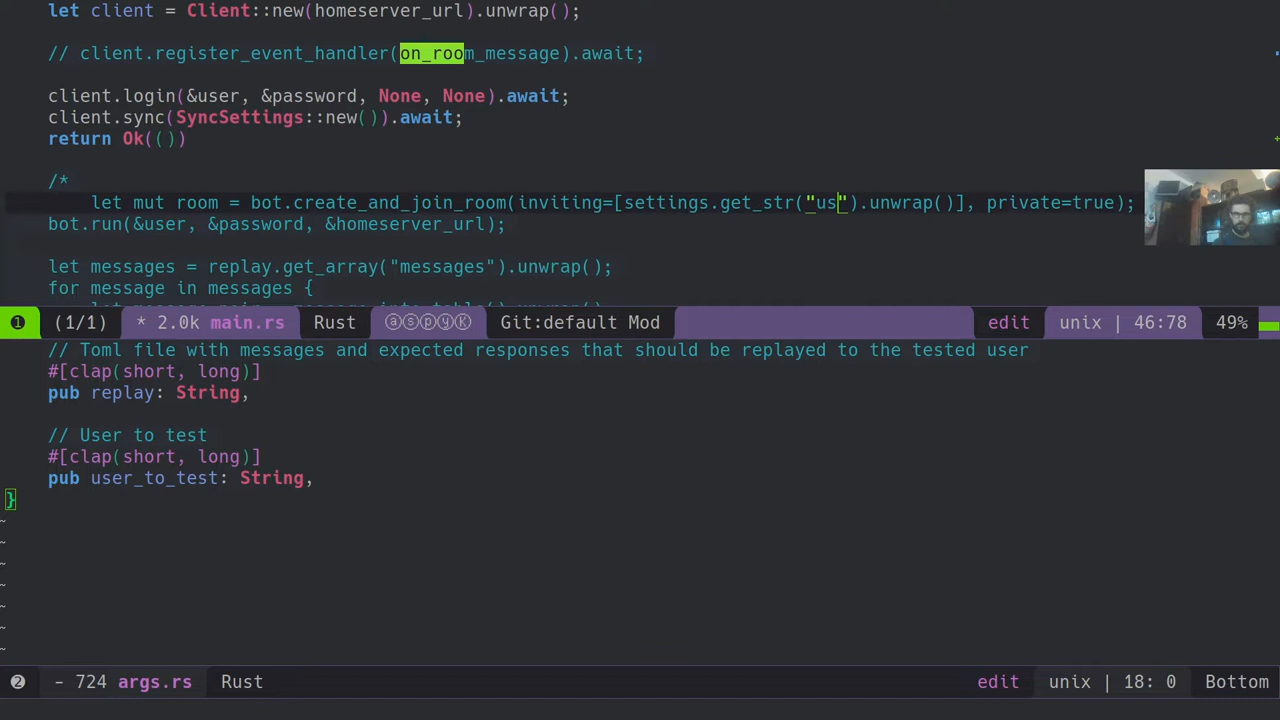 let client = Client::new(homeserver_url).unwrap();
// client.register_event_handler(on_room_message).await;
client.login(&user, &password, None, None).await;
client.sync(SyncSettings::new()).await;
return Ok(())
/*
let mut room = bot.create_and_join_room(inviting=[settings.get_str("us").unwrap()], private=true);
bot.run(&user, &password, &homeserver_url);
let messages = replay.get_array("messages").unwrap();
for message in messages {
❶ (1/1) * 2.0k main.rs Rust ⓐⓢⓟⓨⓀ Git:default Mod edit unix | 46:78 49%
// Toml file with messages and expected responses that should be replayed to the tested user
#[clap(short, long)]
pub replay: String,
// User to test
#[clap(short, long)]
pub user_to_test: String,
}
~
~
~
~
~
~
~
❷ - 724 args.rs Rust edit unix | 18: 0 Bottom